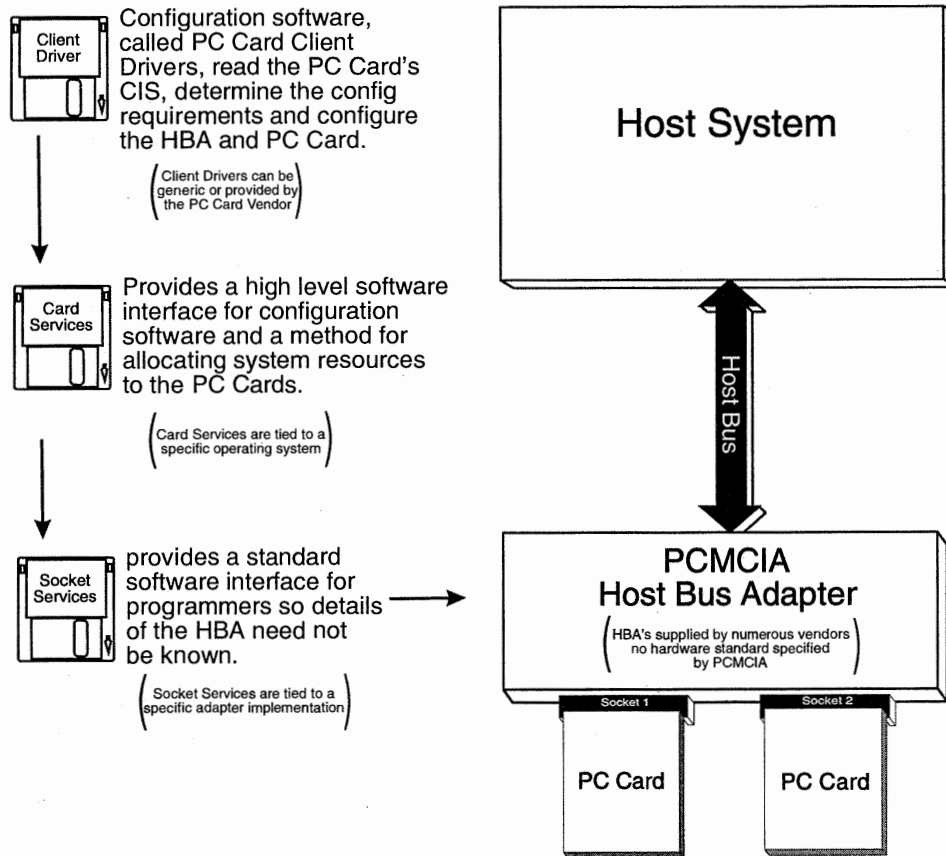 Client
Driver
Configuration software,
called PC Card Client
Drivers, read the PC Card's
CIS, determine the config
requirements and configure
the HBA and PC Card.
(Client Drivers can be
generic or provided by
the PC Card Vendor)
Card
Services
Provides a high level software
interface for configuration
software and a method for
allocating system resources
to the PC Cards.
(Card Services are tied to a
specific operating system)
Socket
Services
provides a standard
software interface for
programmers so details
of the HBA need not
be known.
(Socket Services are tied to a
specific adapter implementation)
Host System
Host Bus
PCMCIA
Host Bus Adapter
(HBA's supplied by numerous vendors
no hardware standard specified
by PCMCIA)
Socket 1
Socket 2
PC Card
PC Card